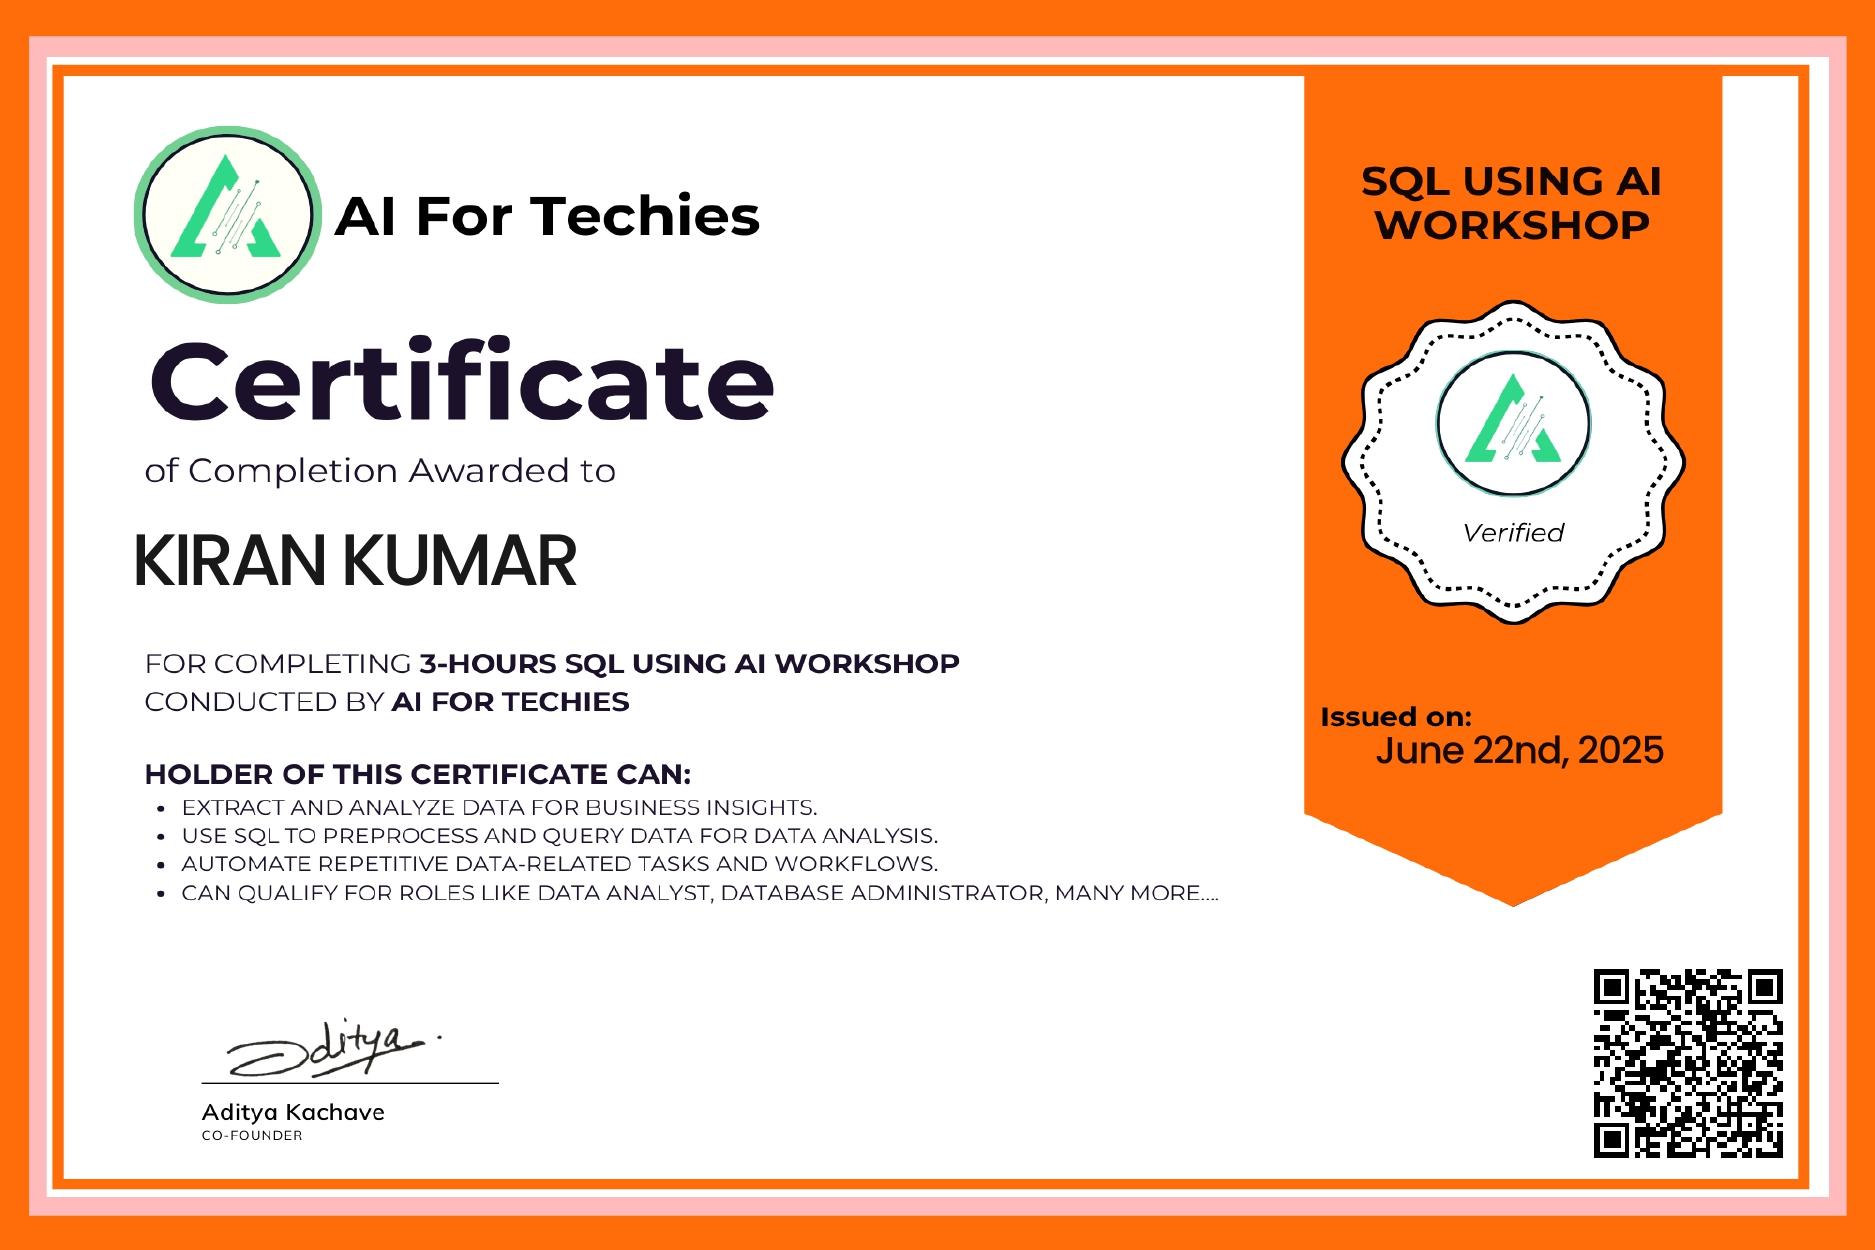 AI For Techies
Certificate
of Completion Awarded to
KIRAN KUMAR
FOR COMPLETING 3-HOURS SQL USING AI WORKSHOP
CONDUCTED BY AI FOR TECHIES
HOLDER OF THIS CERTIFICATE CAN:
• EXTRACT AND ANALYZE DATA FOR BUSINESS INSIGHTS.
• USE SQL TO PREPROCESS AND QUERY DATA FOR DATA ANALYSIS.
• AUTOMATE REPETITIVE DATA-RELATED TASKS AND WORKFLOWS.
• CAN QUALIFY FOR ROLES LIKE DATA ANALYST, DATABASE ADMINISTRATOR, MANY MORE....
Aditya
Aditya Kachave
CO-FOUNDER
SQL USING AI
WORKSHOP
Verified
Issued on:
June 22nd, 2025